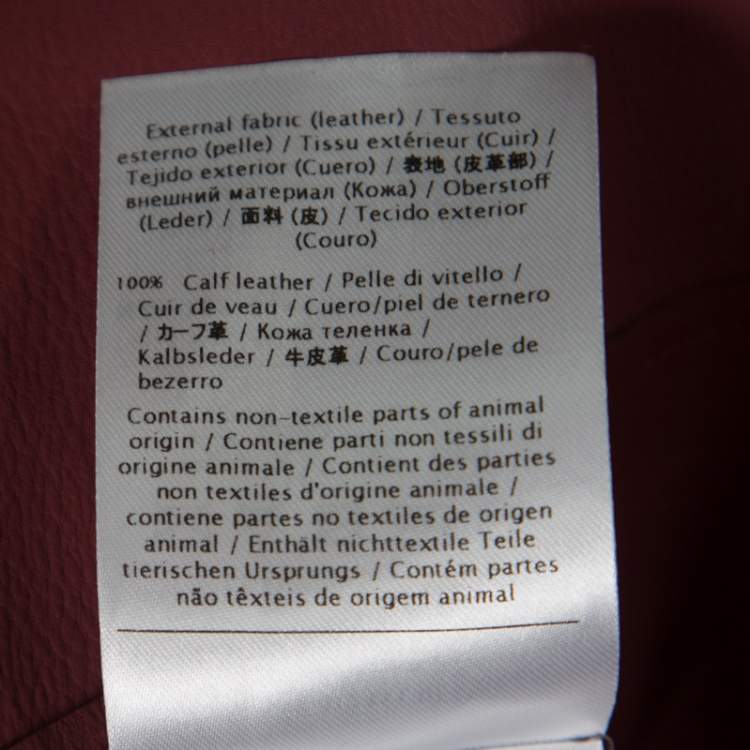 External fabric (leather) / Tessuto
esterno (pelle) / Tissu extérieur (Cuir) /
Tejido exterior (Cuero) / 表地 (皮革部) /
внешний материал (Кожа) / Oberstoff
(Leder) / 面料 (皮) / Tecido exterior
(Couro)
100% Calf leather / Pelle di vitello /
Cuir de veau / Cuero/piel de ternero
/ カーフ革 / Кожа теленка /
Kalbsleder / 牛皮革 / Couro/pele de
bezerro
Contains non-textile parts of animal
origin / Contiene parti non tessili di
origine animale / Contient des parties
non textiles d'origine animale /
contiene partes no textiles de origen
animal / Enthält nichttextile Teile
tierischen Ursprungs / Contém partes
não têxteis de origem animal